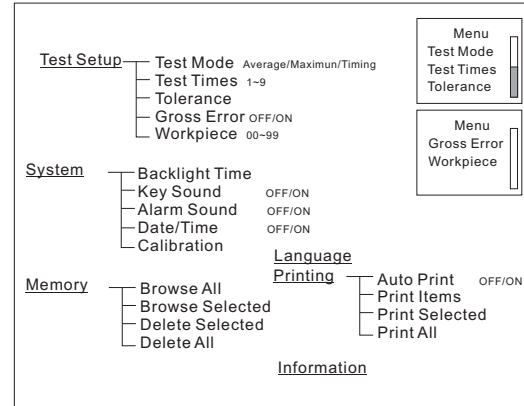 Test Setup
Test Mode Average/Maximun/Timing
Test Times 1~9
Tolerance
Gross Error OFF/ON
Workpiece 00~99
Menu
Test Mode
Test Times
Tolerance
Menu
Gross Error
Workpiece
System
Backlight Time
Key Sound OFF/ON
Alarm Sound OFF/ON
Date/Time OFF/ON
Calibration
Memory
Browse All
Browse Selected
Delete Selected
Delete All
Language
Printing
Auto Print OFF/ON
Print Items
Print Selected
Print All
Information